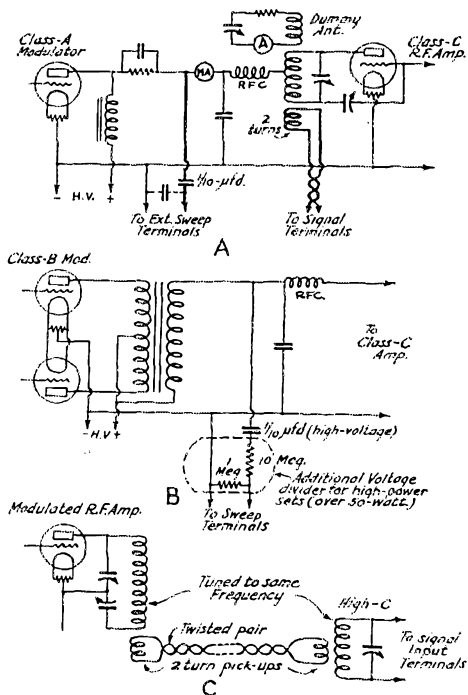 Class-A
Modulator
Dummy
Ant.
A
Class-C
R.F. Amp.
MA
RFC
2
turns
- H.V. +
1/10-µfd.
To Ext. Sweep
Terminals
To Signal
Terminals
A
Class-B Mod.
RFC.
To
Class-C
Amp.
- H.V +
1/10 µfd (high-voltage)
10 Meg.
1
Meg
Additional Voltage
divider for high-power
sets (over 50-watt.)
B
To Sweep
Terminals
Modulated R.F. Amp.
Tuned to same
Frequency
High-C
Twisted pair
To signal
Input
Terminals
2 turn pick-ups
C